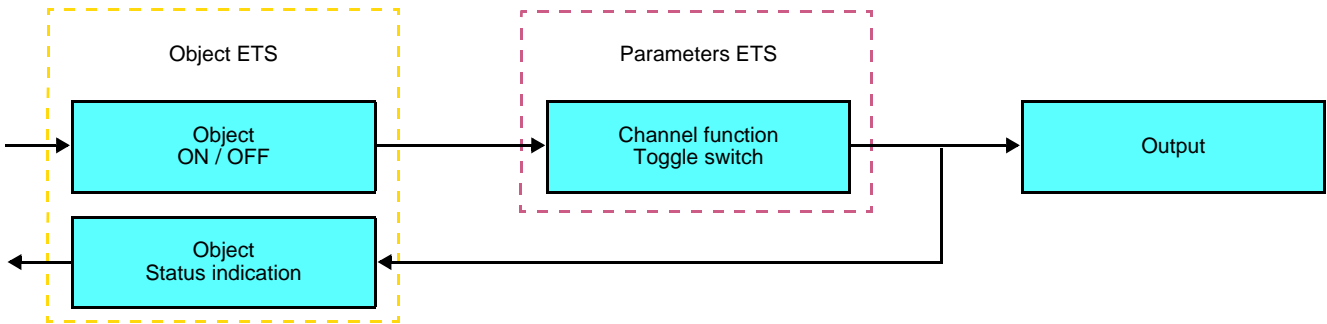 Object ETS
Parameters ETS
Object
ON / OFF
Channel function
Toggle switch
Output
Object
Status indication